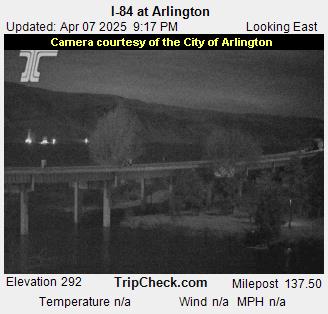 I-84 at Arlington
Updated: Apr 07 2025 9:17 PM Looking East
Camera courtesy of the City of Arlington
Elevation 292 TripCheck.com Milepost 137.50
Temperature n/a Wind n/a MPH n/a